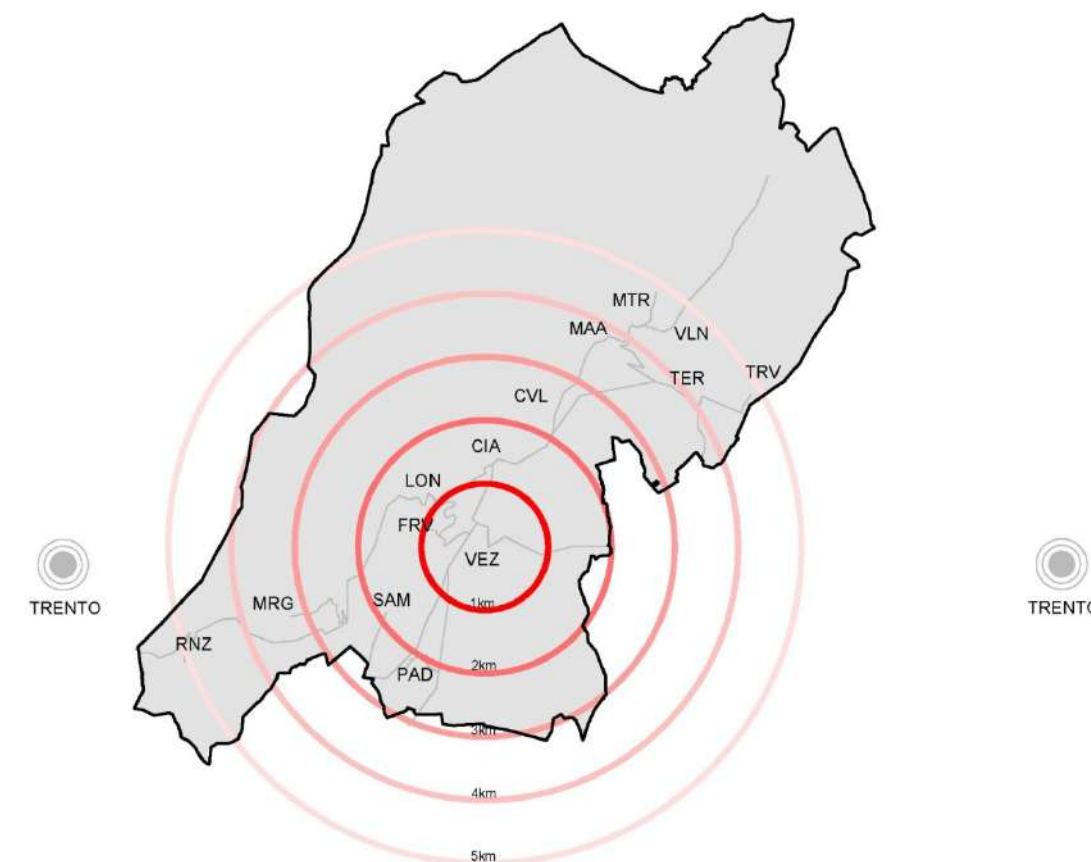 MTR
MAA
VLN
TER
TRV
CVL
CIA
LON
FRV
VEZ
TRENTO
TRENTO
1km
SAM
MRG
RNZ
2km
PAD
3km
4km
5km